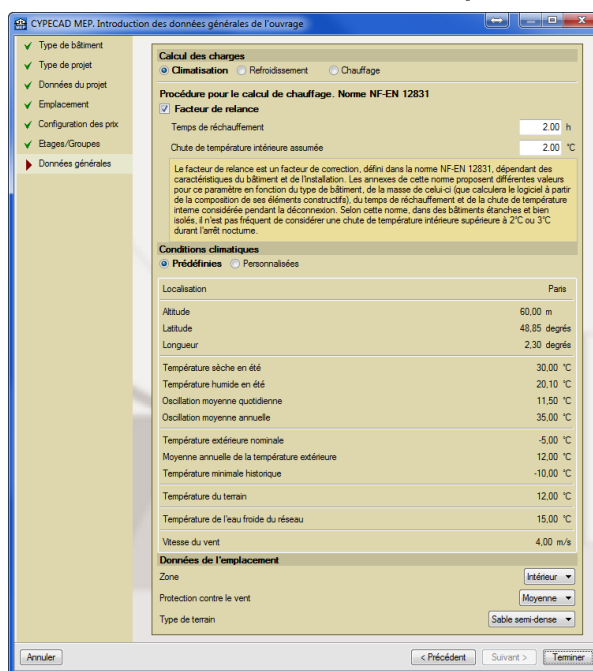 CYPECAD MEP. Introduction des données générales de l'ouvrage
Type de bâtiment
Type de projet
Données du projet
Emplacement
Configuration des prix
Etages/Groupes
Données générales
Calcul des charges
Climatisation Refroidissement Chauffage
Procédure pour le calcul de chauffage. Norme NF-EN 12831
Facteur de relance
Temps de réchauffement 2.00 h
Chute de température intérieure assumée 2.00 °C
Le facteur de relance est un facteur de correction, défini dans la norme NF-EN 12831, dépendant des
caractéristiques du bâtiment et de l'installation. Les annexes de cette norme proposent différentes valeurs
pour ce paramètre en fonction du type de bâtiment, de la masse de celui-ci (que calculera le logiciel à partir
de la composition de ses éléments constructifs), du temps de réchauffement et de la chute de température
interne considérée pendant la déconnexion. Selon cette norme, dans des bâtiments étanches et bien
isolés, il n'est pas fréquent de considérer une chute de température intérieure supérieure à 2°C ou 3°C
durant l'arrêt nocturne.
Conditions climatiques
Prédéfinies Personnalisées
Localisation Paris
Altitude 60,00 m
Latitude 48,85 degrés
Longueur 2,30 degrés
Température sèche en été 30,00 °C
Température humide en été 20,10 °C
Oscillation moyenne quotidienne 11,50 °C
Oscillation moyenne annuelle 35,00 °C
Température extérieure nominale -5,00 °C
Moyenne annuelle de la température extérieure 12,00 °C
Température minimale historique -10,00 °C
Température du terrain 12,00 °C
Température de l'eau froide du réseau 15,00 °C
Vitesse du vent 4,00 m/s
Données de l'emplacement
Zone Intérieur
Protection contre le vent Moyenne
Type de terrain Sable semi-dense
Annuler < Précédent Suivant > Terminer